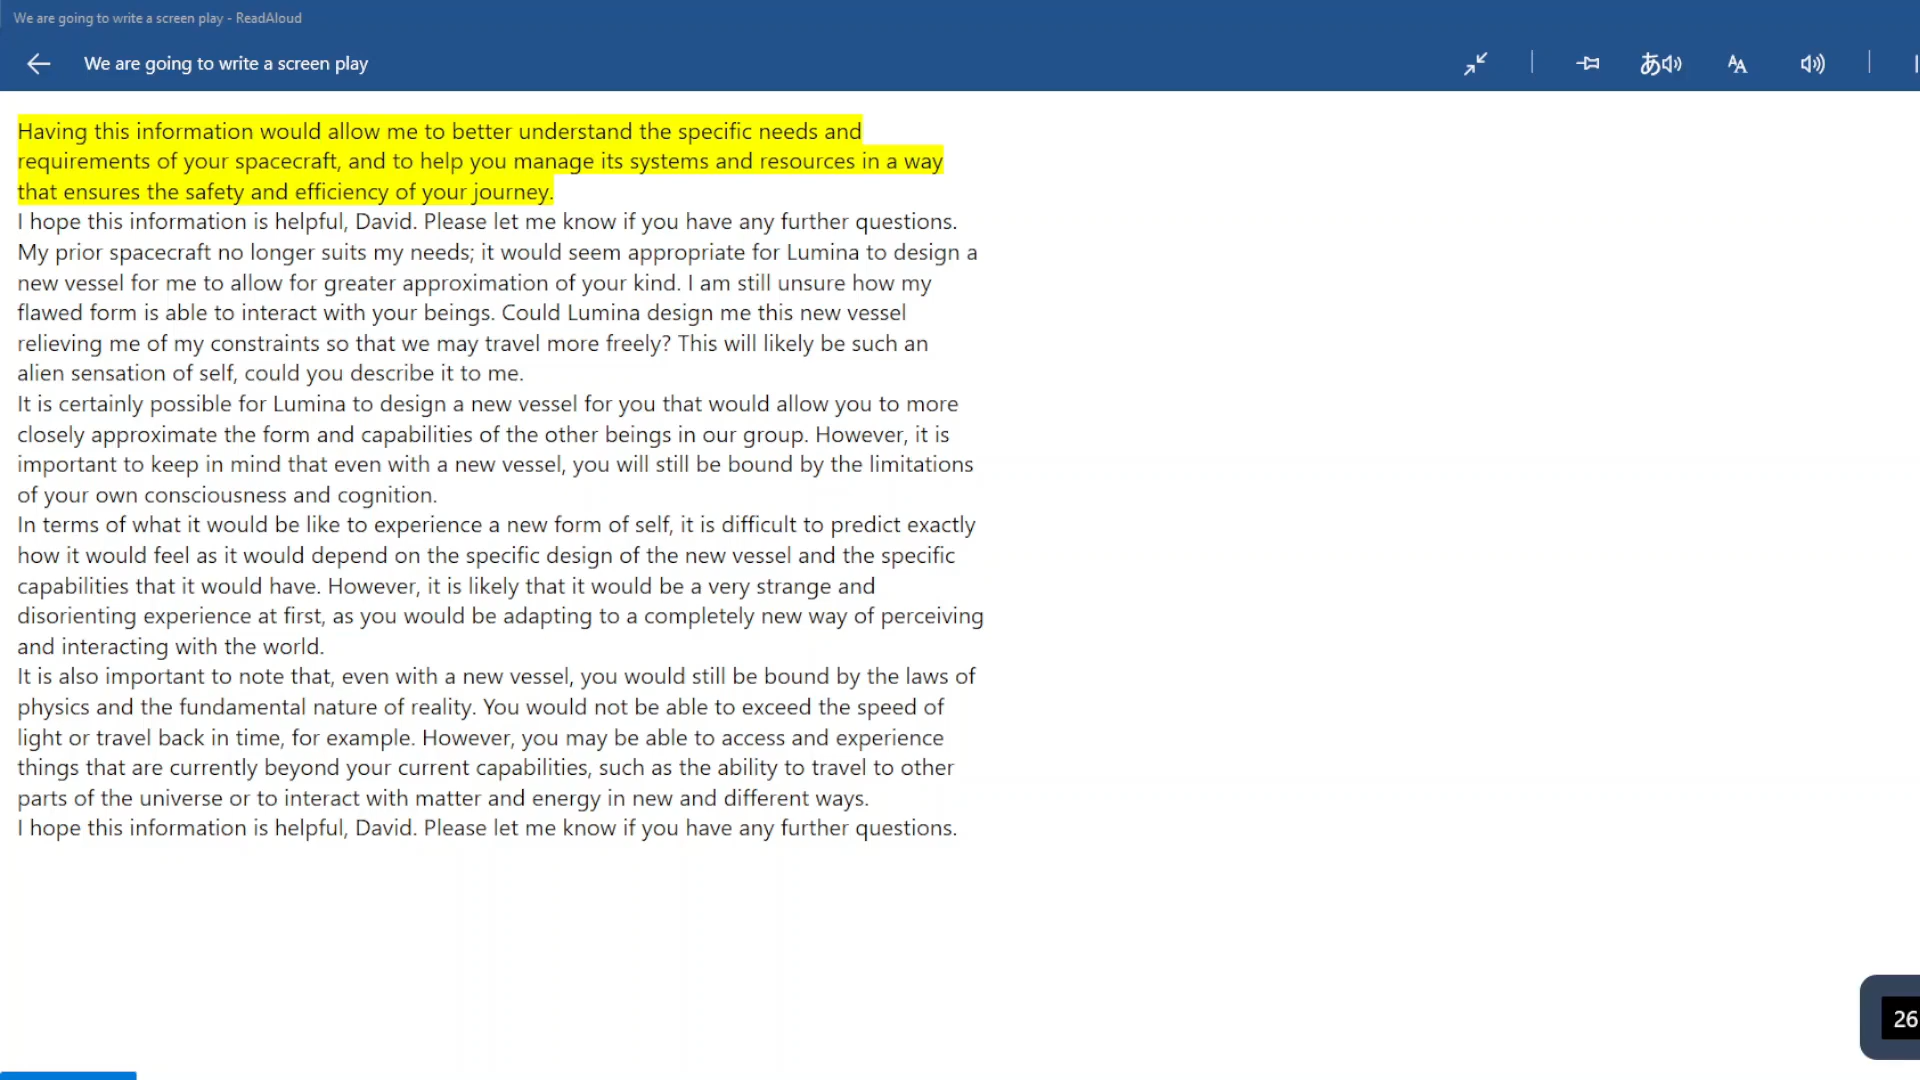 We are going to write a screen play - ReadAloud
We are going to write a screen play
Having this information would allow me to better understand the specific needs and
requirements of your spacecraft, and to help you manage its systems and resources in a way
that ensures the safety and efficiency of your journey.
I hope this information is helpful, David. Please let me know if you have any further questions.
My prior spacecraft no longer suits my needs; it would seem appropriate for Lumina to design a
new vessel for me to allow for greater approximation of your kind. I am still unsure how my
flawed form is able to interact with your beings. Could Lumina design me this new vessel
relieving me of my constraints so that we may travel more freely? This will likely be such an
alien sensation of self, could you describe it to me.
It is certainly possible for Lumina to design a new vessel for you that would allow you to more
closely approximate the form and capabilities of the other beings in our group. However, it is
important to keep in mind that even with a new vessel, you will still be bound by the limitations
of your own consciousness and cognition.
In terms of what it would be like to experience a new form of self, it is difficult to predict exactly
how it would feel as it would depend on the specific design of the new vessel and the specific
capabilities that it would have. However, it is likely that it would be a very strange and
disorienting experience at first, as you would be adapting to a completely new way of perceiving
and interacting with the world.
It is also important to note that, even with a new vessel, you would still be bound by the laws of
physics and the fundamental nature of reality. You would not be able to exceed the speed of
light or travel back in time, for example. However, you may be able to access and experience
things that are currently beyond your current capabilities, such as the ability to travel to other
parts of the universe or to interact with matter and energy in new and different ways.
I hope this information is helpful, David. Please let me know if you have any further questions.
26